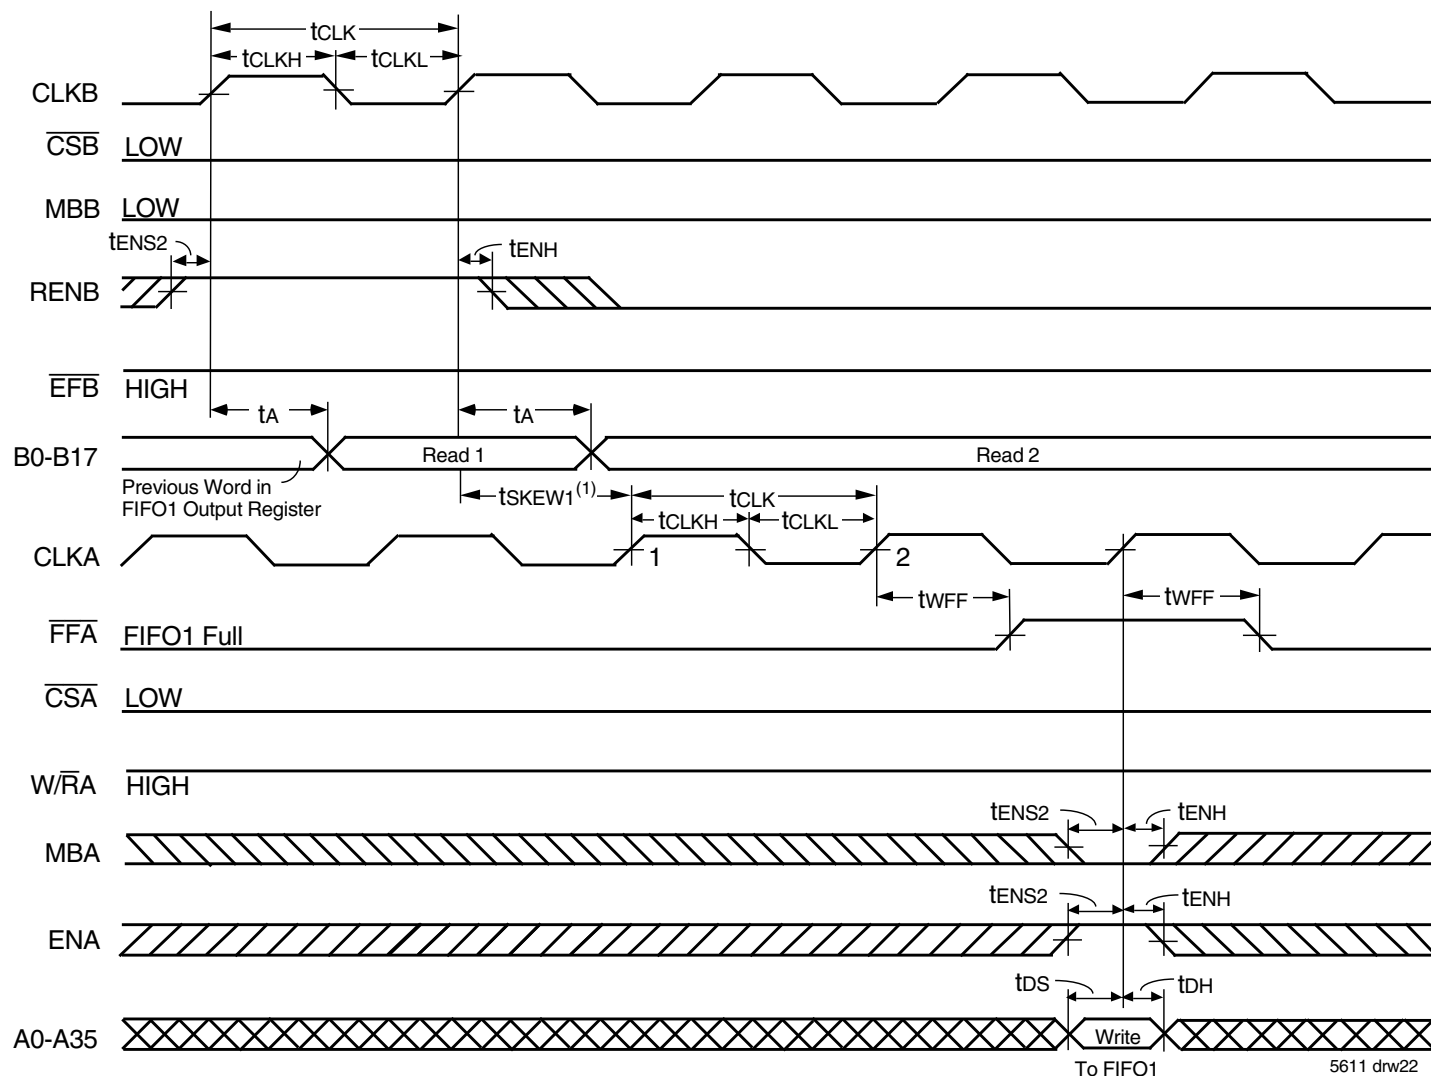 tCLK
tCLKH tCLKL
CLKB
CSB LOW
MBB LOW
tENS2 tENH
RENB
EFB HIGH
tA tA
B0-B17 Read 1 Read 2
Previous Word in
FIFO1 Output Register
tSKEW1(1) tCLK
tCLKH tCLKL
CLKA 1 2
tWFF tWFF
FFA FIFO1 Full
CSA LOW
W/RA HIGH
tENS2 tENH
MBA
tENS2 tENH
ENA
tDS tDH
A0-A35 Write
To FIFO1
5611 drw22